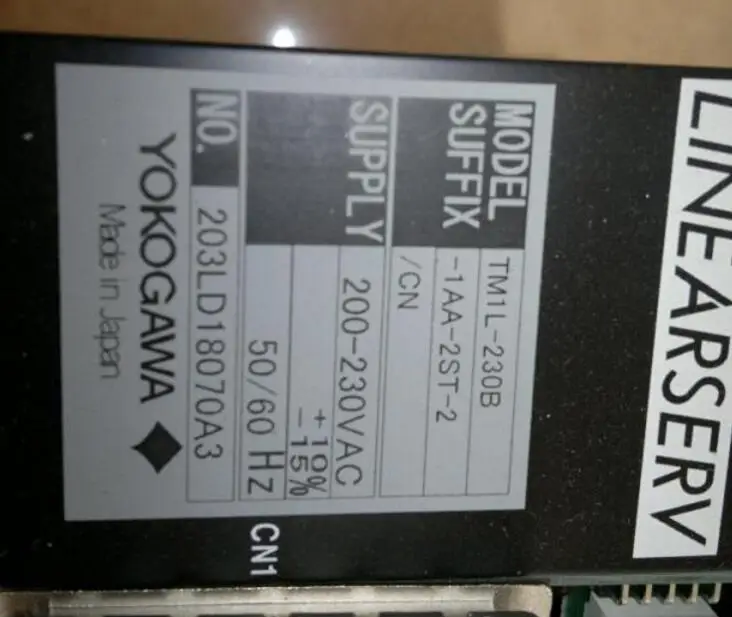 LINEARSERV
MODEL TM1L-230B
SUFFIX -1AA-2ST-2
/CN
SUPPLY 200-230VAC
+10%
-15%
50/60 Hz
NO. 203LD18070A3
YOKOGAWA
Made in Japan
CN1